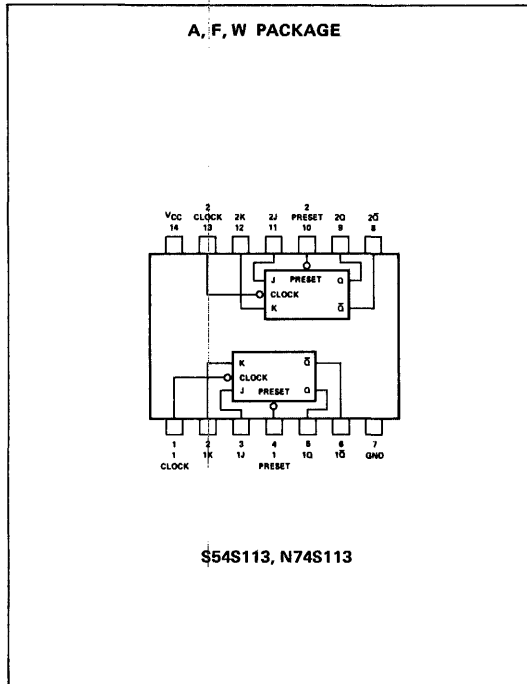 A, F, W PACKAGE
2 2
VCC CLOCK 2K 2J PRESET 2Q 2Q̅
14 13 12 11 10 9 8
J PRESET Q
CLOCK
K Q̅
K Q̅
CLOCK
J PRESET Q
1 2 3 4 5 6 7
1 1K 1J 1 1Q 1Q̅ GND
CLOCK PRESET
S54S113, N74S113